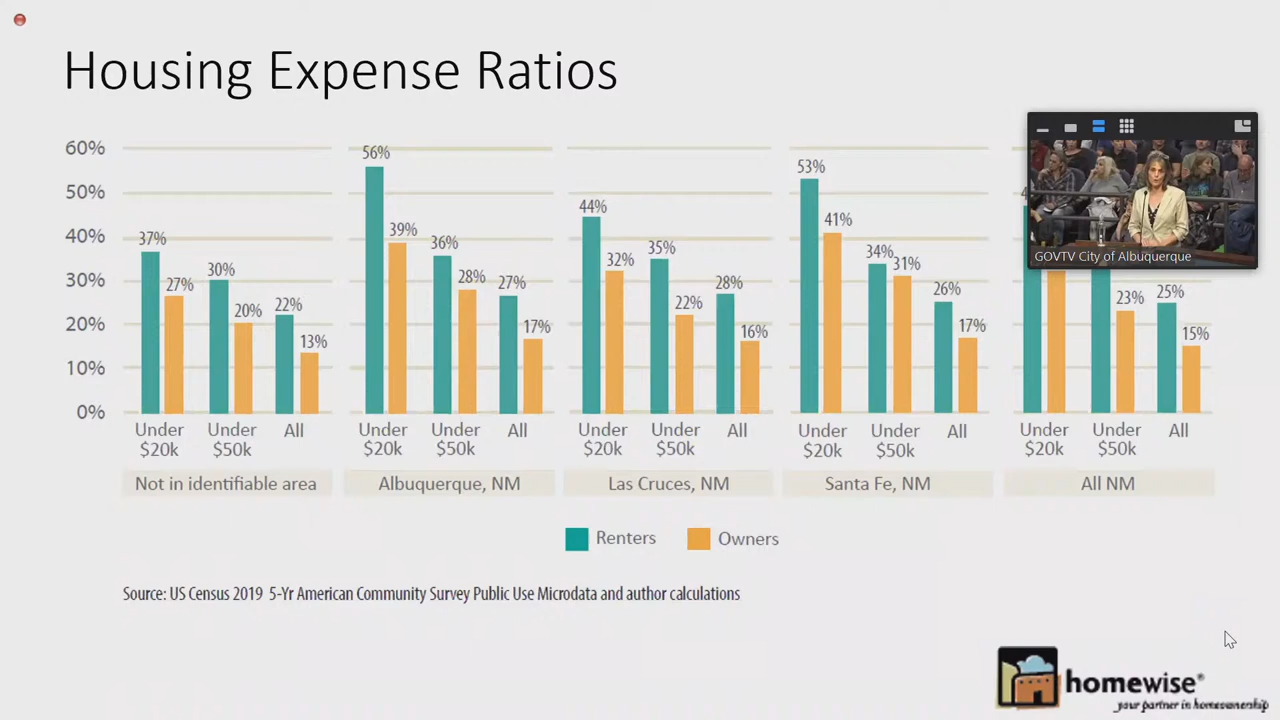 Housing Expense Ratios
60%
50%
40%
30%
20%
10%
0%
37%
27%
30%
20%
22%
13%
Under
$20k
Under
$50k
All
Not in identifiable area
56%
39%
36%
28%
27%
17%
Under
$20k
Under
$50k
All
Albuquerque, NM
44%
32%
35%
22%
28%
16%
Under
$20k
Under
$50k
All
Las Cruces, NM
53%
41%
34%
31%
26%
17%
Under
$20k
Under
$50k
All
Santa Fe, NM
23%
25%
15%
Under
$20k
Under
$50k
All
All NM
GOVTV City of Albuquerque
Renters
Owners
Source: US Census 2019 5-Yr American Community Survey Public Use Microdata and author calculations
homewise®
your partner in homeownership